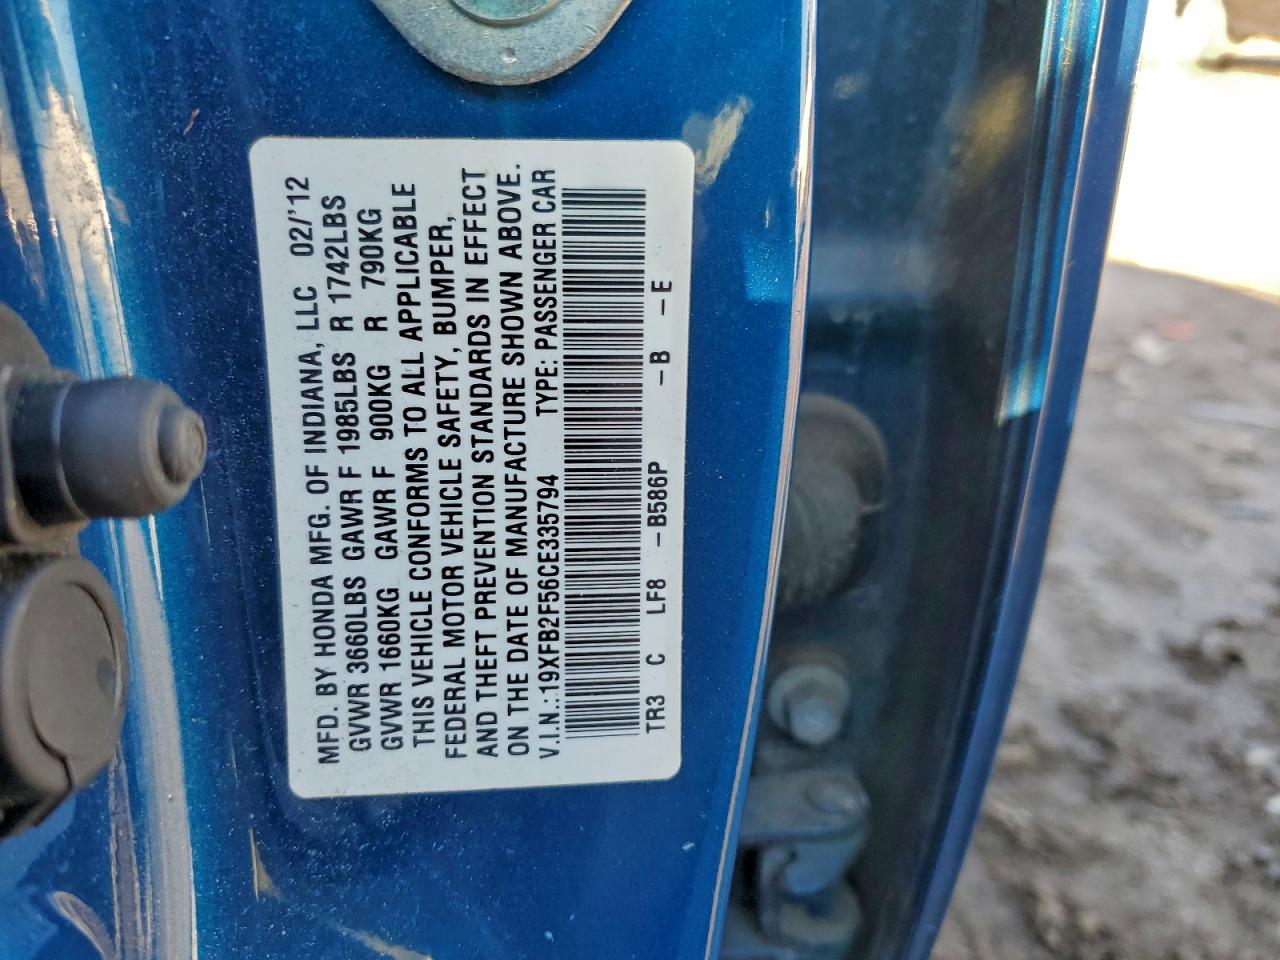 MFD. BY HONDA MFG. OF INDIANA, LLC 02/'12
GVWR 3660LBS GAWR F 1985LBS R 1742LBS
GVWR 1660KG GAWR F 900KG R 790KG
THIS VEHICLE CONFORMS TO ALL APPLICABLE
FEDERAL MOTOR VEHICLE SAFETY, BUMPER,
AND THEFT PREVENTION STANDARDS IN EFFECT
ON THE DATE OF MANUFACTURE SHOWN ABOVE.
V.I.N.:19XFB2F56CE335794 TYPE: PASSENGER CAR
TR3 C LF8 -B586P -B -E